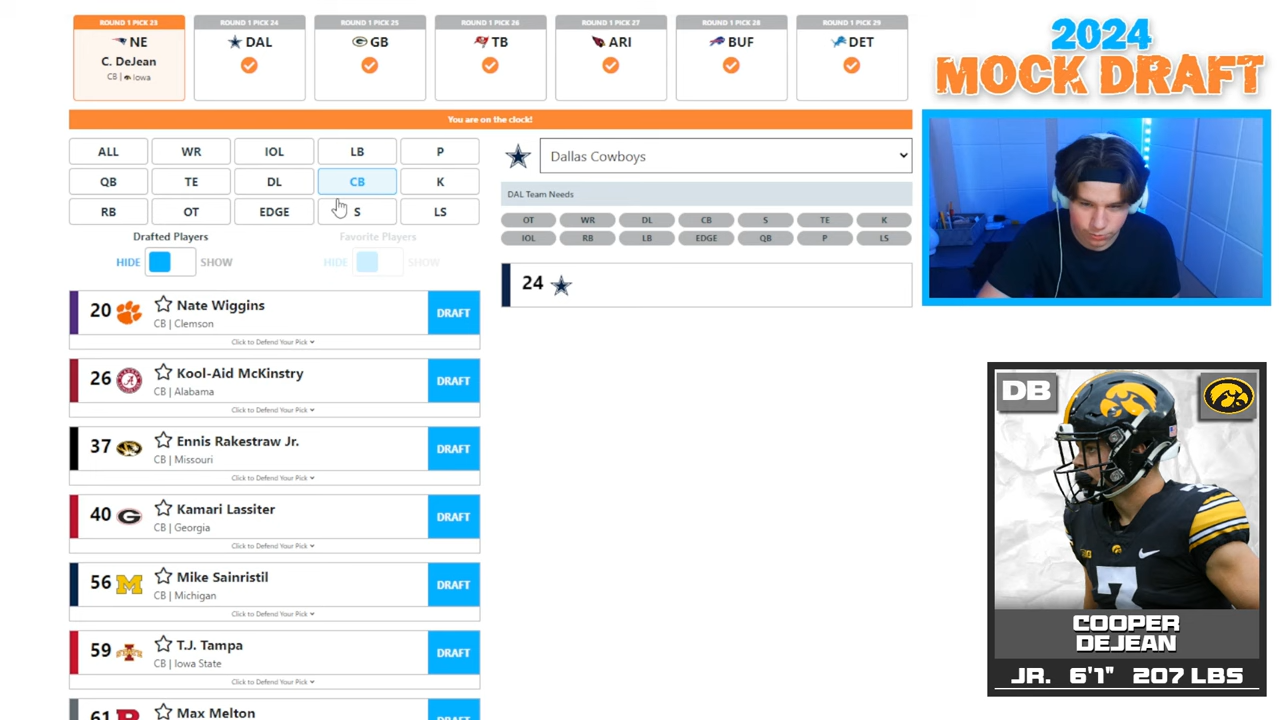 ROUND 1 PICK 23
NE
C. DeJean
CB | Iowa
ROUND 1 PICK 24
DAL
ROUND 1 PICK 25
GB
ROUND 1 PICK 26
TB
ROUND 1 PICK 27
ARI
ROUND 1 PICK 28
BUF
ROUND 1 PICK 29
DET
2024
MOCK DRAFT
You are on the clock!
ALL WR IOL LB P
QB TE DL CB K
RB OT EDGE S LS
Drafted Players
HIDE SHOW
Favorite Players
HIDE SHOW
Dallas Cowboys
DAL Team Needs
OT WR DL CB S TE K
IOL RB LB EDGE QB P LS
24
20 Nate Wiggins DRAFT
CB | Clemson
Click to Defend Your Pick
26 Kool-Aid McKinstry DRAFT
CB | Alabama
Click to Defend Your Pick
37 Ennis Rakestraw Jr. DRAFT
CB | Missouri
Click to Defend Your Pick
40 Kamari Lassiter DRAFT
CB | Georgia
Click to Defend Your Pick
56 Mike Sainristil DRAFT
CB | Michigan
Click to Defend Your Pick
59 T.J. Tampa DRAFT
CB | Iowa State
Click to Defend Your Pick
61 Max Melton
DB
COOPER
DEJEAN
JR. 6'1" 207 LBS